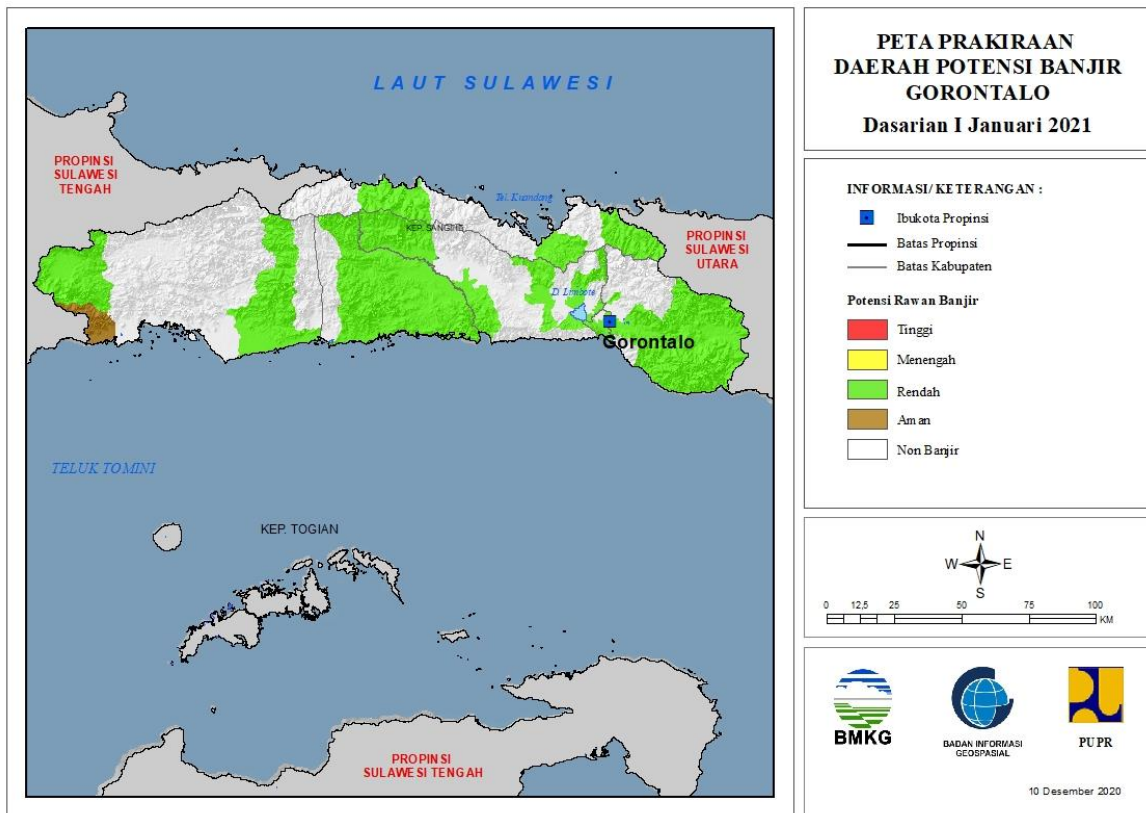 LAUT SULAWESI
PROPINSI
SULAWESI
TENGAH
Tel. Kuandang
KEP. SANGIHE
PROPINSI
SULAWESI
UTARA
D. Limboto
Gorontalo
TELUK TOMINI
KEP. TOGIAN
PROPINSI
SULAWESI TENGAH
PETA PRAKIRAAN
DAERAH POTENSI BANJIR
GORONTALO
Dasarian I Januari 2021
INFORMASI/ KETERANGAN :
Ibukota Propinsi
Batas Propinsi
Batas Kabupaten
Potensi Rawan Banjir
Tinggi
Menengah
Rendah
Aman
Non Banjir
N
W E
S
0 12,5 25 50 75 100
KM
BMKG
BADAN INFORMASI
GEOSPASIAL
PUPR
10 Desember 2020